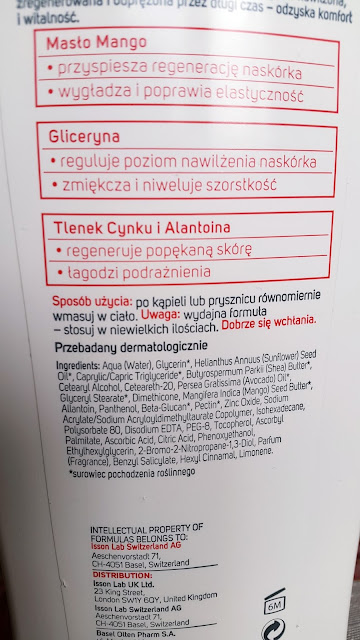 zregenerowana i odprężona przez długi czas – odzyska komfort
i witalność.
Masło Mango
• przyspiesza regenerację naskórka
• wygładza i poprawia elastyczność
Gliceryna
• reguluje poziom nawilżenia naskórka
• zmiękcza i niweluje szorstkość
Tlenek Cynku i Alantoina
• regeneruje popękaną skórę
• łagodzi podrażnienia
Sposób użycia: po kąpieli lub prysznicu równomiernie
wmasuj w ciało. Uwaga: wydajna formuła
– stosuj w niewielkich ilościach. Dobrze się wchłania.
Przebadany dermatologicznie
Ingredients: Aqua (Water), Glycerin*, Helianthus Annuus (Sunflower) Seed
Oil*, Caprylic/Capric Triglyceride*, Butyrospermum Parkii (Shea) Butter*,
Cetearyl Alcohol, Ceteareth-20, Persea Gratissima (Avocado) Oil*,
Glyceryl Stearate*, Dimethicone, Mangifera Indica (Mango) Seed Butter*,
Allantoin, Panthenol, Beta-Glucan*, Pectin*, Zinc Oxide, Sodium
Acrylate/Sodium Acryloyldimethyltaurate Copolymer, Isohexadecane,
Polysorbate 80, Disodium EDTA, PEG-8, Tocopherol, Ascorbyl
Palmitate, Ascorbic Acid, Citric Acid, Phenoxyethanol,
Ethylhexylglycerin, 2-Bromo-2-Nitropropane-1,3-Diol, Parfum
(Fragrance), Benzyl Salicylate, Hexyl Cinnamal, Limonene.
*surowiec pochodzenia roślinnego
INTELLECTUAL PROPERTY OF
FORMULAS BELONGS TO:
Isson Lab Switzerland AG
Aeschenvorstadt 71,
CH-4051 Basel, Switzerland
DISTRIBUTION:
Isson Lab UK Ltd.
23 King Street,
London SW1Y 6QY, United Kingdom
Isson Lab Switzerland AG
Aeschenvorstadt 71,
CH-4051 Basel, Switzerland
Basel Olten Pharm S.A.
6M